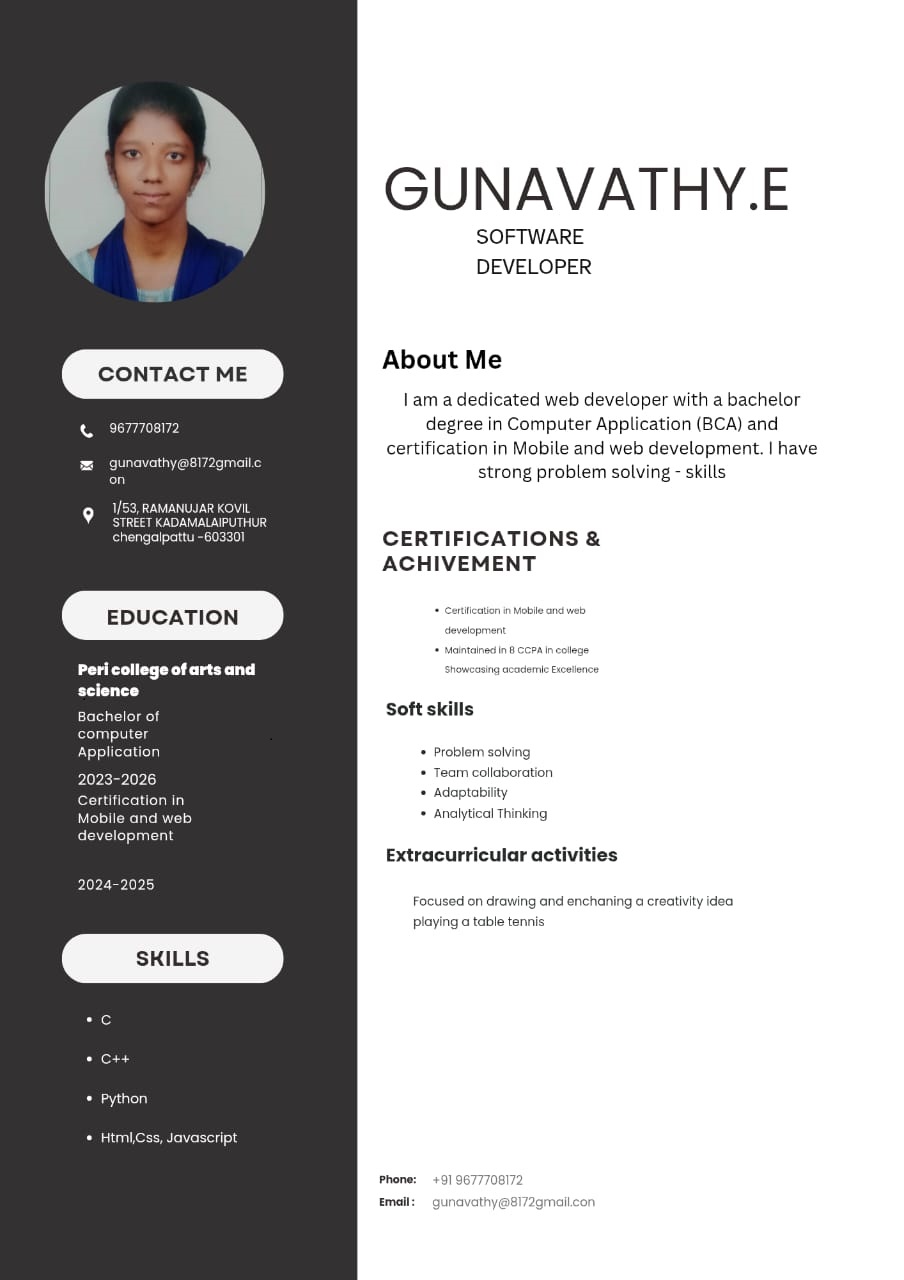 GUNAVATHY.E
SOFTWARE
DEVELOPER
CONTACT ME
9677708172
gunavathy@8172gmail.c
on
1/53, RAMANUJAR KOVIL
STREET KADAMALAIPUTHUR
chengalpattu -603301
EDUCATION
Peri college of arts and
science
Bachelor of
computer
Application
2023-2026
Certification in
Mobile and web
development
2024-2025
SKILLS
• C
• C++
• Python
• Html,Css, Javascript
About Me
I am a dedicated web developer with a bachelor
degree in Computer Application (BCA) and
certification in Mobile and web development. I have
strong problem solving - skills
CERTIFICATIONS &
ACHIVEMENT
• Certification in Mobile and web
development
• Maintained in 8 CCPA in college
Showcasing academic Excellence
Soft skills
• Problem solving
• Team collaboration
• Adaptability
• Analytical Thinking
Extracurricular activities
Focused on drawing and enchaning a creativity idea
playing a table tennis
Phone: +91 9677708172
Email : gunavathy@8172gmail.con